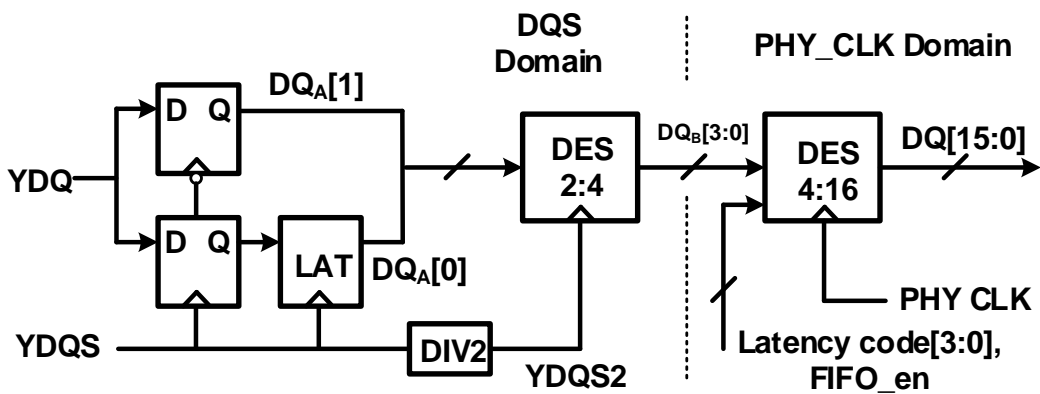 DQS
Domain
PHY_CLK Domain
D Q
DQA[1]
YDQ
DES
2:4
DQB[3:0]
DES
4:16
DQ[15:0]
D Q
LAT
DQA[0]
PHY CLK
YDQS
DIV2
YDQS2
Latency code[3:0],
FIFO_en